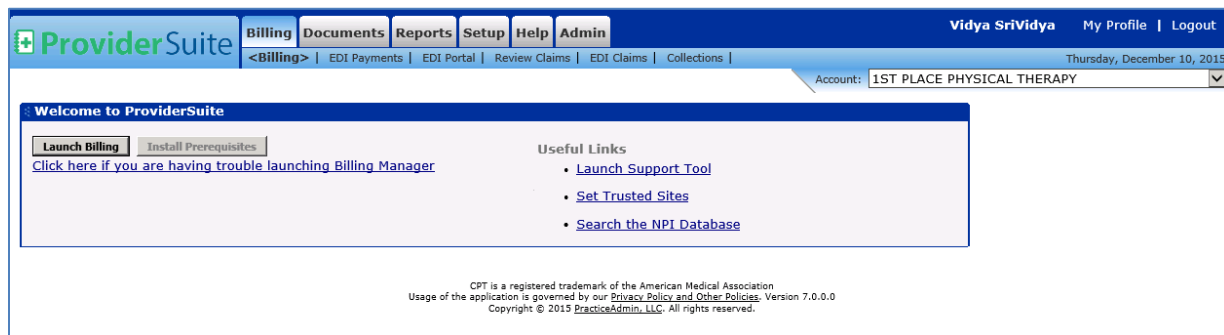 ProviderSuite
Billing Documents Reports Setup Help Admin
Vidya SriVidya My Profile | Logout
<Billing> | EDI Payments | EDI Portal | Review Claims | EDI Claims | Collections |
Thursday, December 10, 2015
Account: 1ST PLACE PHYSICAL THERAPY
Welcome to ProviderSuite
Launch Billing Install Prerequisites
Click here if you are having trouble launching Billing Manager
Useful Links
• Launch Support Tool
• Set Trusted Sites
• Search the NPI Database
CPT is a registered trademark of the American Medical Association
Usage of the application is governed by our Privacy Policy and Other Policies. Version 7.0.0.0
Copyright © 2015 PracticeAdmin, LLC. All rights reserved.